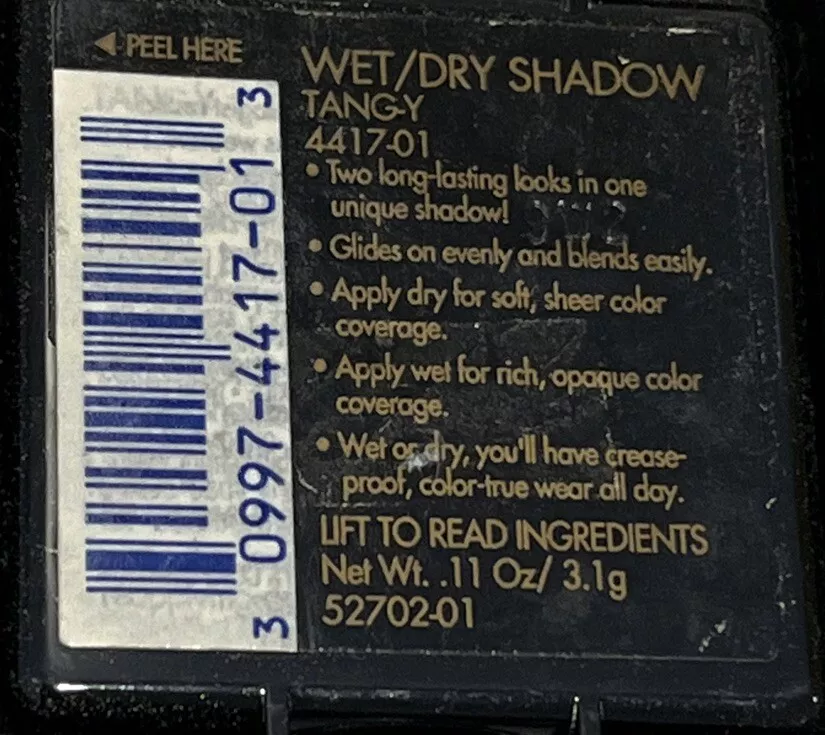 ◀ PEEL HERE
3 0997-4417-01 3
WET/DRY SHADOW
TANG-Y
4417-01
• Two long-lasting looks in one
unique shadow!
• Glides on evenly and blends easily.
• Apply dry for soft, sheer color
coverage.
• Apply wet for rich, opaque color
coverage.
• Wet or dry, you'll have crease-
proof, color-true wear all day.
LIFT TO READ INGREDIENTS
Net Wt. .11 Oz/ 3.1g
52702-01